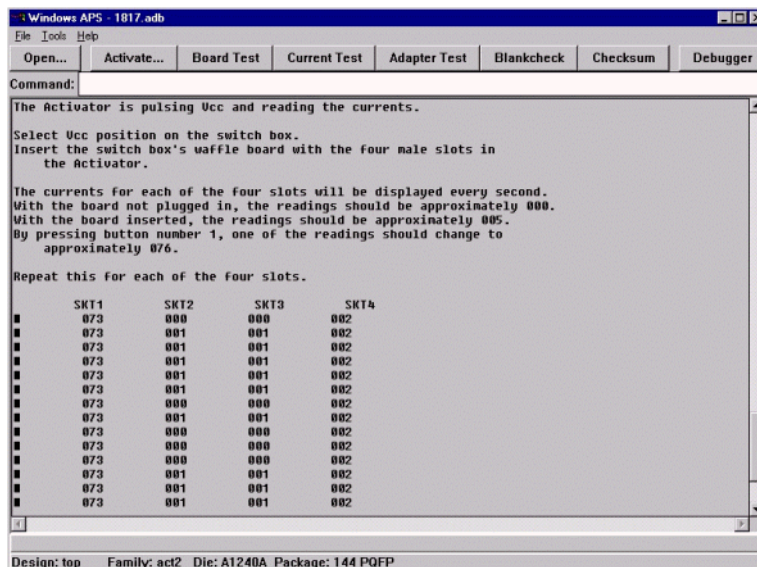 Windows APS - 1817.adb
File Tools Help
Open... Activate... Board Test Current Test Adapter Test Blankcheck Checksum Debugger
Command:
The Activator is pulsing Vcc and reading the currents.
Select Vcc position on the switch box.
Insert the switch box's waffle board with the four male slots in
the Activator.
The currents for each of the four slots will be displayed every second.
With the board not plugged in, the readings should be approximately 000.
With the board inserted, the readings should be approximately 005.
By pressing button number 1, one of the readings should change to
approximately 076.
Repeat this for each of the four slots.
SKT1 SKT2 SKT3 SKT4
073 000 000 002
073 001 001 002
073 001 001 002
073 001 001 002
073 001 001 002
073 001 001 002
073 000 000 002
073 001 001 002
073 000 000 002
073 000 000 002
073 000 000 002
073 001 001 002
073 001 001 002
073 001 001 002
Design: top Family: act2 Die: A1240A Package: 144 PQFP